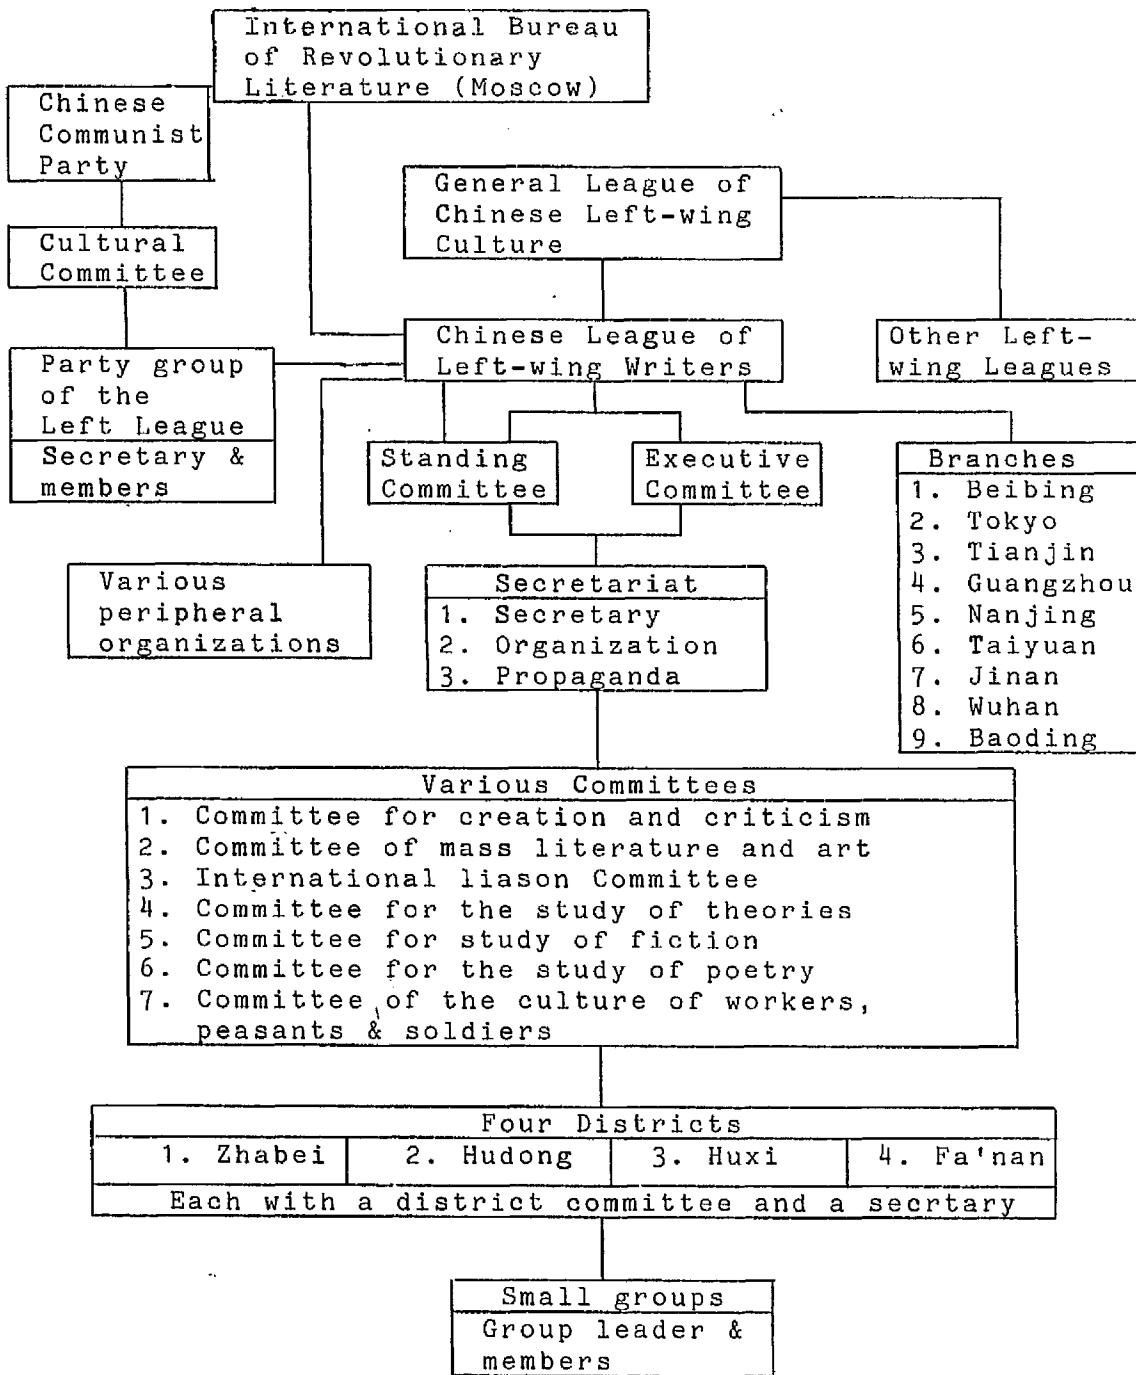 International Bureau
of Revolutionary
Literature (Moscow)
Chinese
Communist
Party
General League of
Chinese Left-wing
Culture
Cultural
Committee
Chinese League of
Left-wing Writers
Other Left-
wing Leagues
Party group
of the
Left League
Secretary &
members
Standing
Committee
Executive
Committee
Branches
1. Beibing
2. Tokyo
3. Tianjin
4. Guangzhou
5. Nanjing
6. Taiyuan
7. Jinan
8. Wuhan
9. Baoding
Various
peripheral
organizations
Secretariat
1. Secretary
2. Organization
3. Propaganda
Various Committees
1. Committee for creation and criticism
2. Committee of mass literature and art
3. International liason Committee
4. Committee for the study of theories
5. Committee for study of fiction
6. Committee for the study of poetry
7. Committee of the culture of workers,
peasants & soldiers
Four Districts
1. Zhabei 2. Hudong 3. Huxi 4. Fa'nan
Each with a district committee and a secrtary
Small groups
Group leader &
members